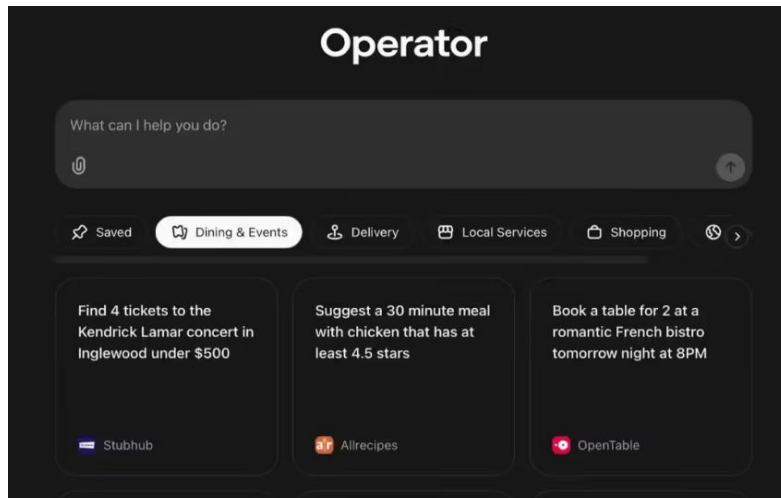 Operator
What can I help you do?
Saved
Dining & Events
Delivery
Local Services
Shopping
Find 4 tickets to the
Kendrick Lamar concert in
Inglewood under $500
Stubhub
Suggest a 30 minute meal
with chicken that has at
least 4.5 stars
ar
Allrecipes
Book a table for 2 at a
romantic French bistro
tomorrow night at 8PM
OpenTable